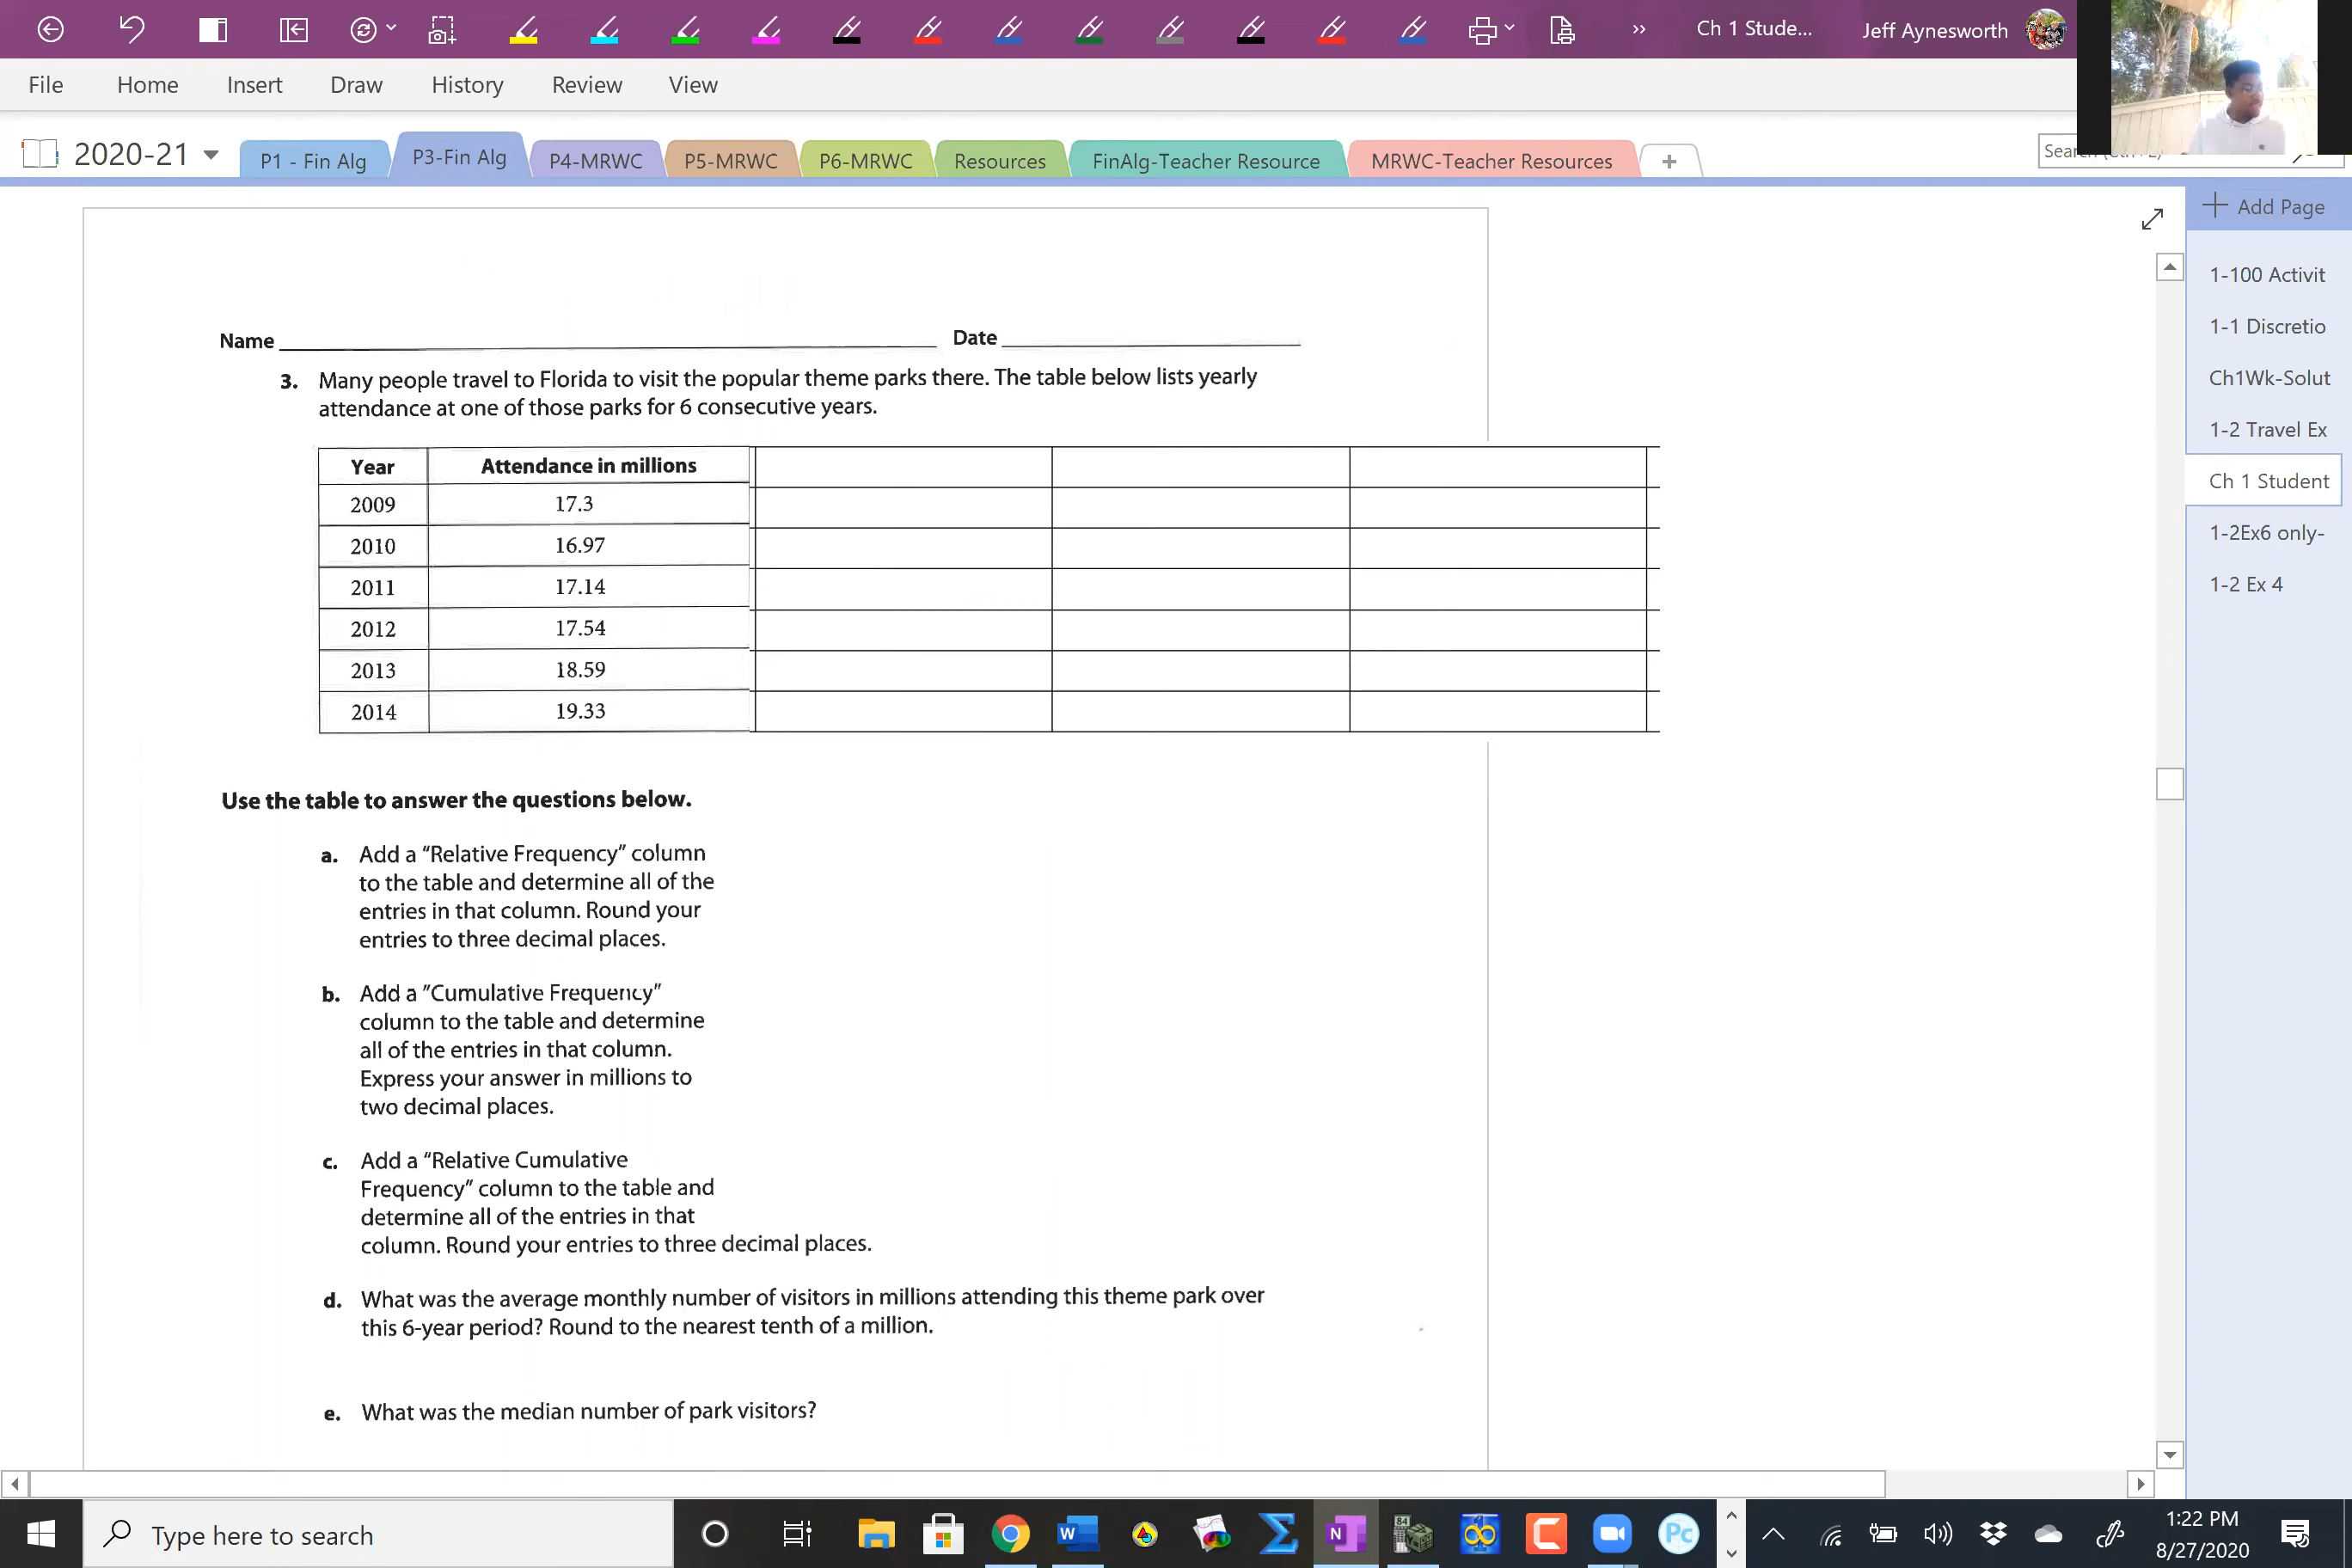 Ch 1 Stude...
Jeff Aynesworth
File Home Insert Draw History Review View
2020-21
P1 - Fin Alg
P3-Fin Alg
P4-MRWC
P5-MRWC
P6-MRWC
Resources
FinAlg-Teacher Resource
MRWC-Teacher Resources
Add Page
1-100 Activit
1-1 Discretio
Ch1Wk-Solut
1-2 Travel Ex
Ch 1 Student
1-2Ex6 only-
1-2 Ex 4
Name Date
3. Many people travel to Florida to visit the popular theme parks there. The table below lists yearly
attendance at one of those parks for 6 consecutive years.
Year Attendance in millions
2009 17.3
2010 16.97
2011 17.14
2012 17.54
2013 18.59
2014 19.33
Use the table to answer the questions below.
a. Add a “Relative Frequency” column
to the table and determine all of the
entries in that column. Round your
entries to three decimal places.
b. Add a “Cumulative Frequency”
column to the table and determine
all of the entries in that column.
Express your answer in millions to
two decimal places.
c. Add a “Relative Cumulative
Frequency” column to the table and
determine all of the entries in that
column. Round your entries to three decimal places.
d. What was the average monthly number of visitors in millions attending this theme park over
this 6-year period? Round to the nearest tenth of a million.
e. What was the median number of park visitors?
Type here to search
W
N
84
C
Pc
1:22 PM
8/27/2020